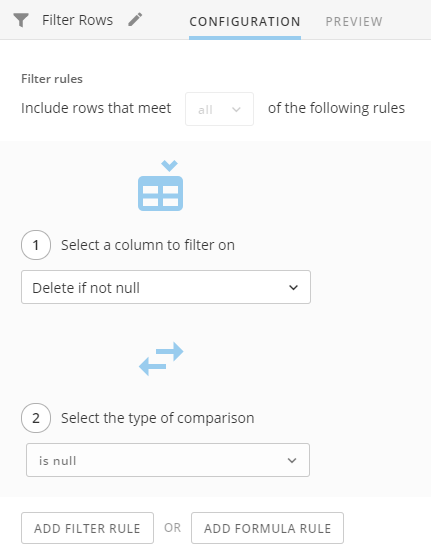 Filter Rows CONFIGURATION PREVIEW
Filter rules
Include rows that meet all of the following rules
1 Select a column to filter on
Delete if not null
2 Select the type of comparison
is null
ADD FILTER RULE OR ADD FORMULA RULE